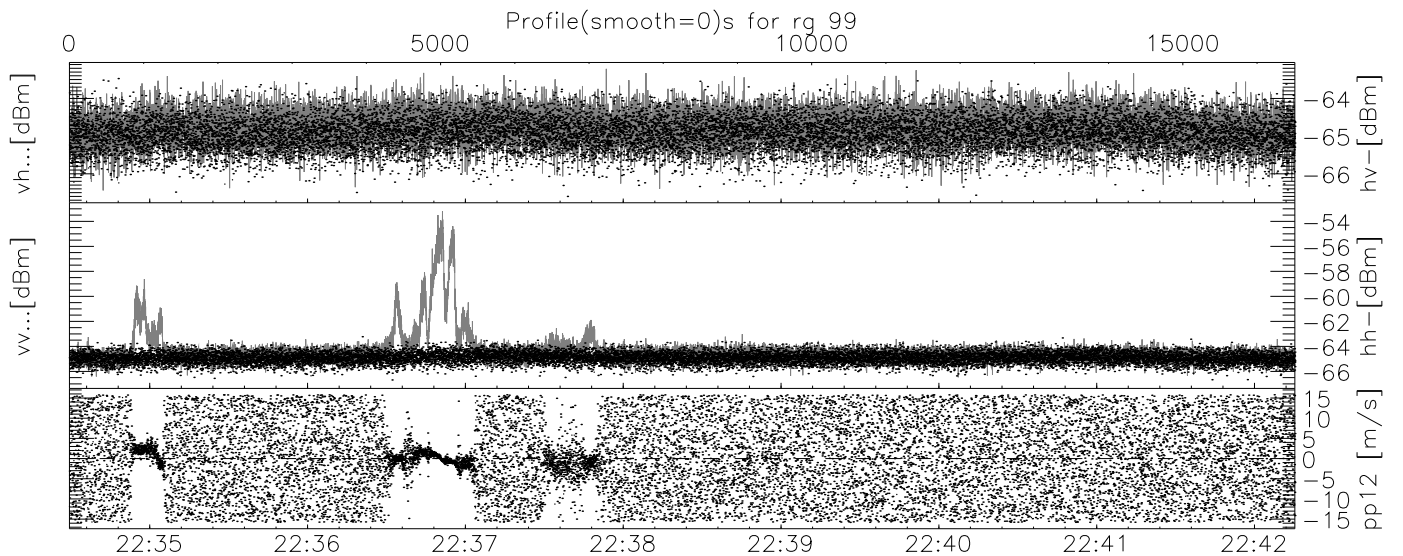 Profile(smooth=0)s for rg 99
0 5000 10000 15000
vh...[dBm]
-64
-65
-66
hv-[dBm]
vv...[dBm]
-54
-56
-58
-60
-62
-64
-66
hh-[dBm]
15
10
5
0
-5
-10
-15
pp12 [m/s]
22:35 22:36 22:37 22:38 22:39 22:40 22:41 22:42